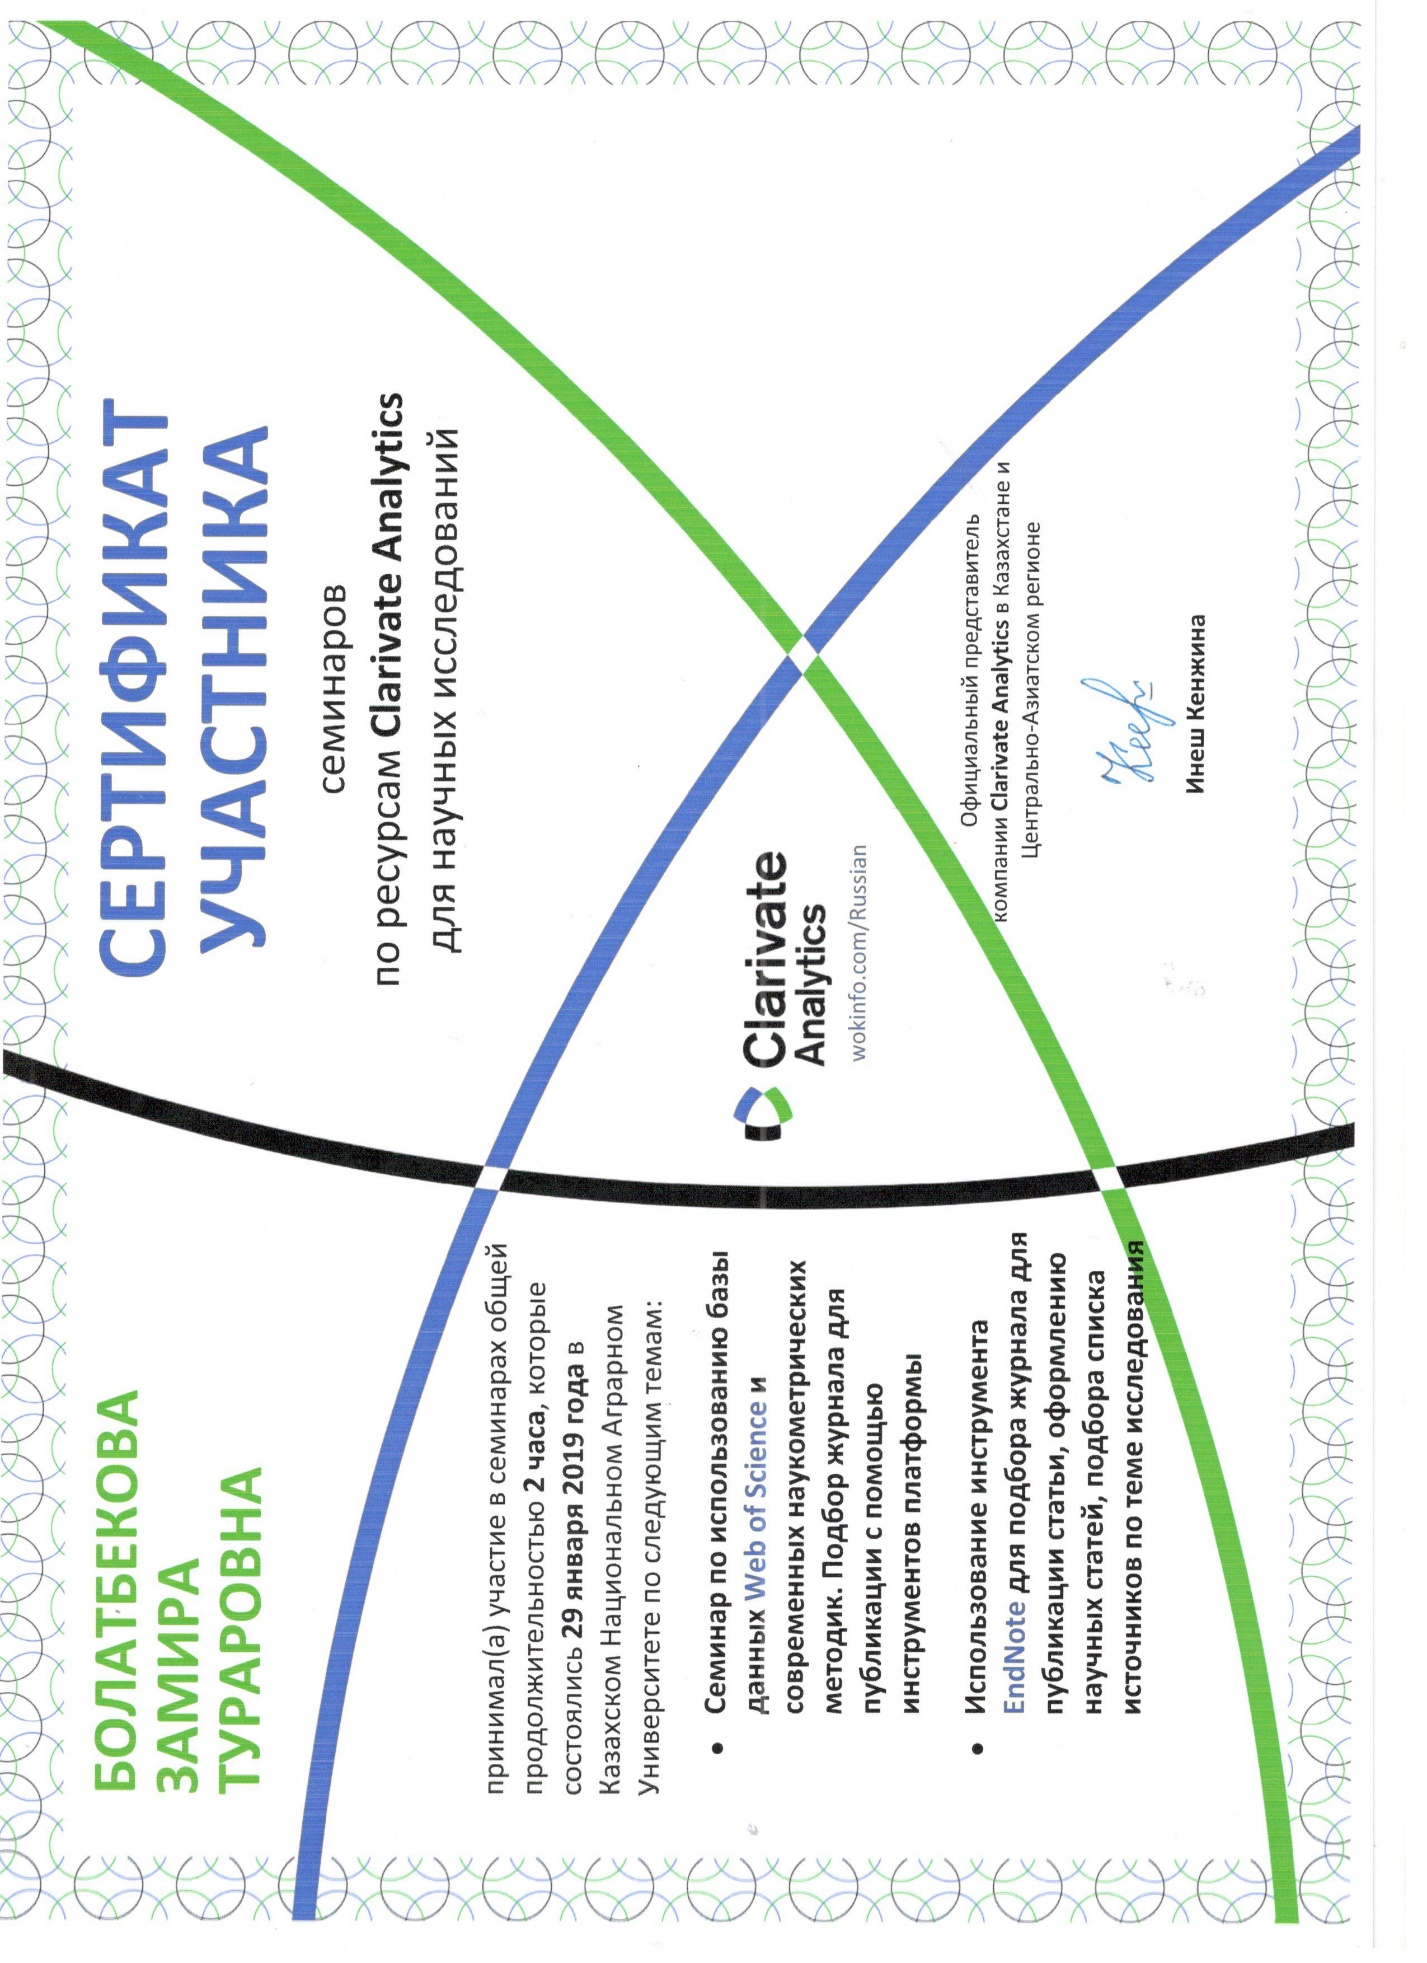 БОЛАТБЕКОВА
ЗАМИРА
ТУРАРОВНА
принимал(а) участие в семинарах общей
продолжительностью 2 часа, которые
состоялись 29 января 2019 года в
Казахском Национальном Аграрном
Университете по следующим темам:
• Семинар по использованию базы
данных Web of Science и
современных наукометрических
методик. Подбор журнала для
публикации с помощью
инструментов платформы
• Использование инструмента
EndNote для подбора журнала для
публикации статьи, оформлению
научных статей, подбора списка
источников по теме исследования
СЕРТИФИКАТ
УЧАСТНИКА
семинаров
по ресурсам Clarivate Analytics
для научных исследований
Clarivate
Analytics
wokinfo.com/Russian
Официальный представитель
компании Clarivate Analytics в Казахстане и
Центрально-Азиатском регионе
Инеш Кенжина